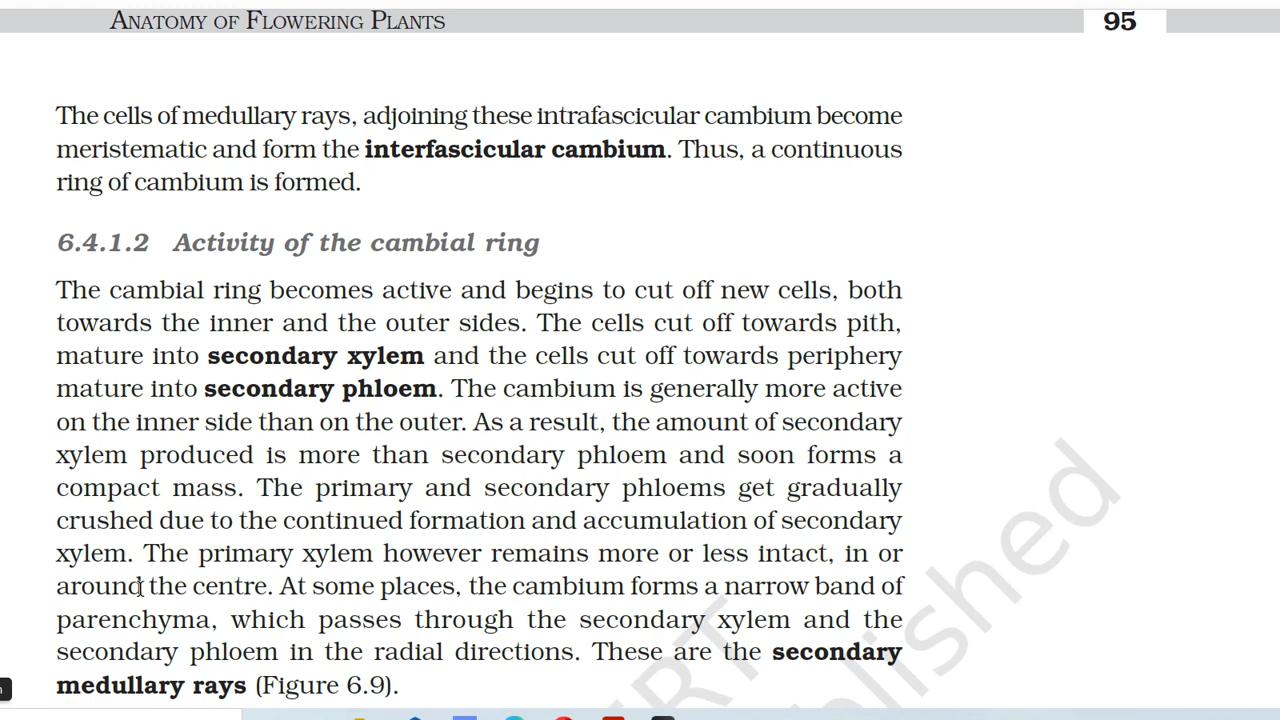 ANATOMY OF FLOWERING PLANTS 95
The cells of medullary rays, adjoining these intrafascicular cambium become
meristematic and form the interfascicular cambium. Thus, a continuous
ring of cambium is formed.
6.4.1.2 Activity of the cambial ring
The cambial ring becomes active and begins to cut off new cells, both
towards the inner and the outer sides. The cells cut off towards pith,
mature into secondary xylem and the cells cut off towards periphery
mature into secondary phloem. The cambium is generally more active
on the inner side than on the outer. As a result, the amount of secondary
xylem produced is more than secondary phloem and soon forms a
compact mass. The primary and secondary phloems get gradually
crushed due to the continued formation and accumulation of secondary
xylem. The primary xylem however remains more or less intact, in or
around the centre. At some places, the cambium forms a narrow band of
parenchyma, which passes through the secondary xylem and the
secondary phloem in the radial directions. These are the secondary
medullary rays (Figure 6.9).